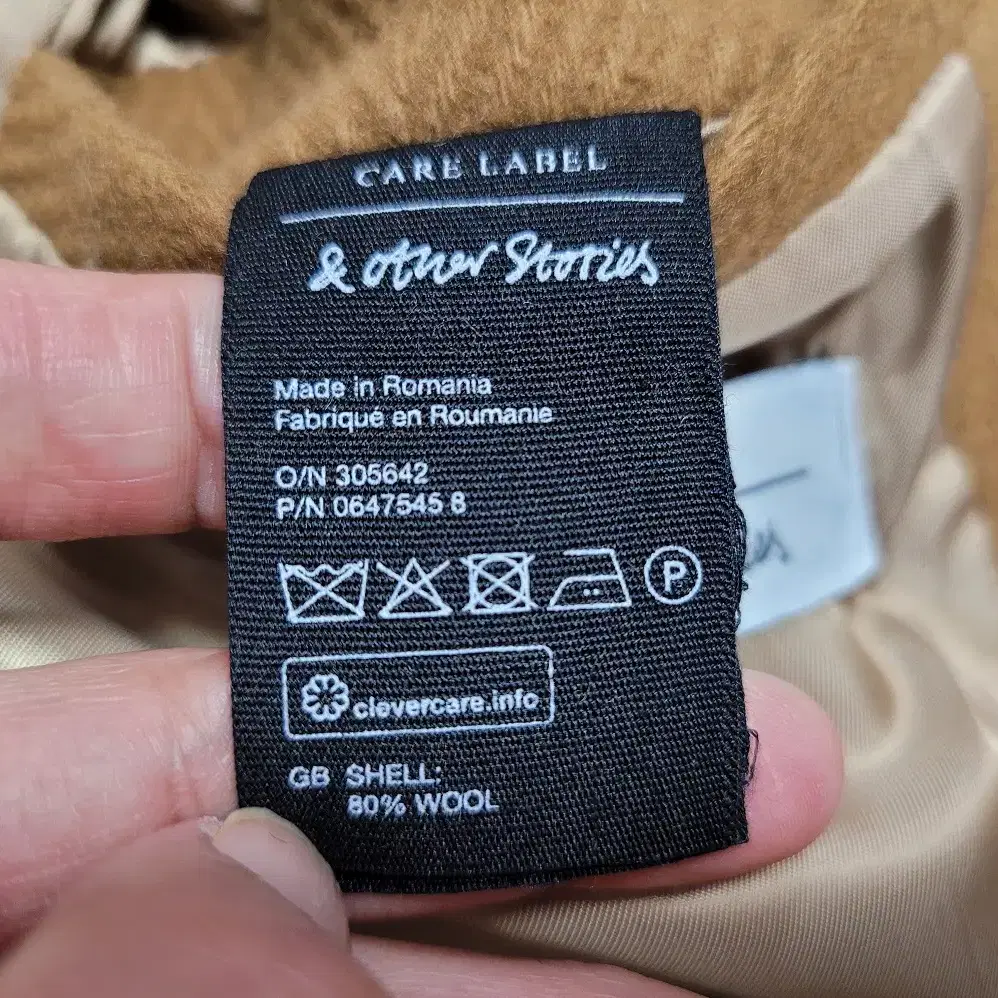 CARE LABEL
& other Stories
Made in Romania
Fabriqué en Roumanie
O/N 305642
P/N 0647545 8
P
clevercare.info
GB SHELL:
80% WOOL